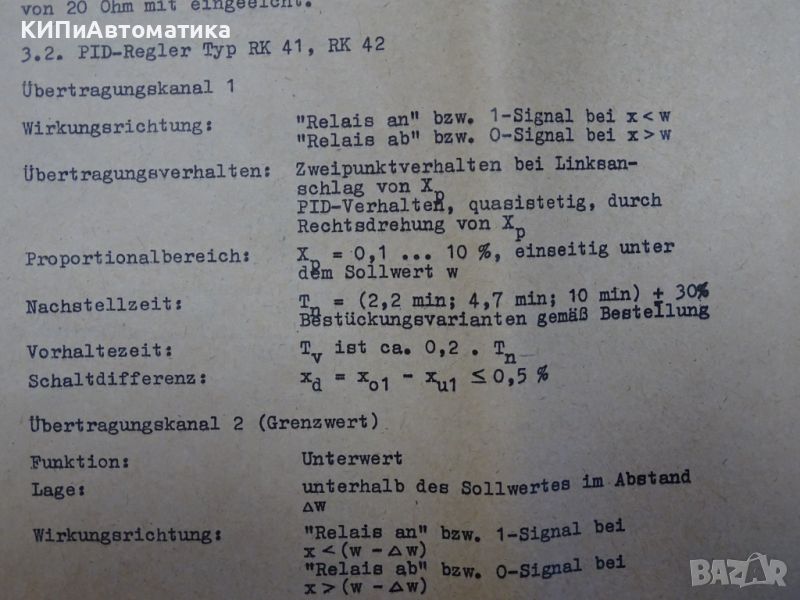 von 20 Ohm mit eingeeicht.
КИПиАвтоматика
3.2. PID-Regler Typ RK 41, RK 42
Übertragungskanal 1
Wirkungsrichtung: "Relais an" bzw. 1-Signal bei x < w
"Relais ab" bzw. 0-Signal bei x > w
Übertragungsverhalten: Zweipunktverhalten bei Linksan-
schlag von Xp
PID-Verhalten, quasistetig, durch
Rechtsdrehung von Xp
Proportionalbereich: Xp = 0,1 ... 10 %, einseitig unter
dem Sollwert w
Nachstellzeit: Tn = (2,2 min; 4,7 min; 10 min) ± 30%
Bestückungsvarianten gemäß Bestellung
Vorhaltezeit: Tv ist ca. 0,2 . Tn
Schaltdifferenz: xd = xo1 - xu1 ≤ 0,5 %
Übertragungskanal 2 (Grenzwert)
Funktion: Unterwert
Lage: unterhalb des Sollwertes im Abstand
Δw
Wirkungsrichtung: "Relais an" bzw. 1-Signal bei
x < (w - Δw)
"Relais ab" bzw. 0-Signal bei
x > (w - Δw)
BAZAR